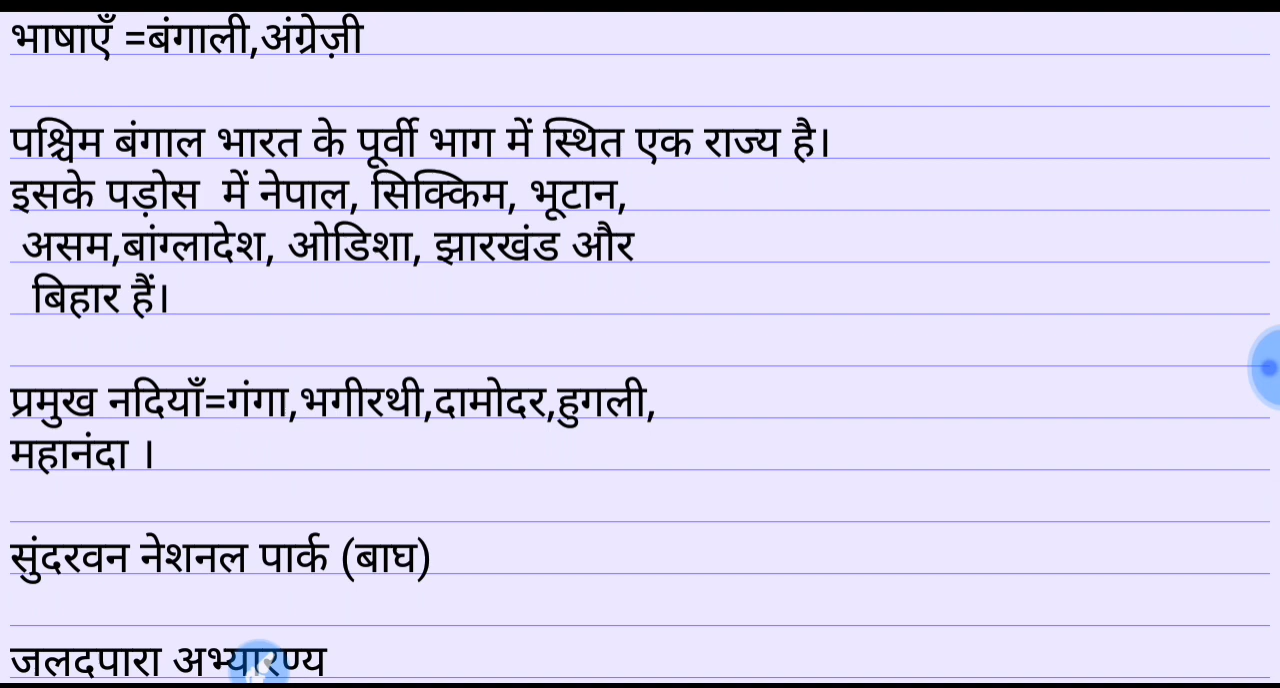 भाषाएँ =बंगाली,अंग्रेज़ी
पश्चिम बंगाल भारत के पूर्वी भाग में स्थित एक राज्य है।
इसके पड़ोस  में नेपाल, सिक्किम, भूटान,
असम,बांग्लादेश, ओडिशा, झारखंड और
बिहार हैं।
प्रमुख नदियाँ=गंगा,भगीरथी,दामोदर,हुगली,
महानंदा ।
सुंदरवन नेशनल पार्क (बाघ)
जलदपारा अभ्यारण्य